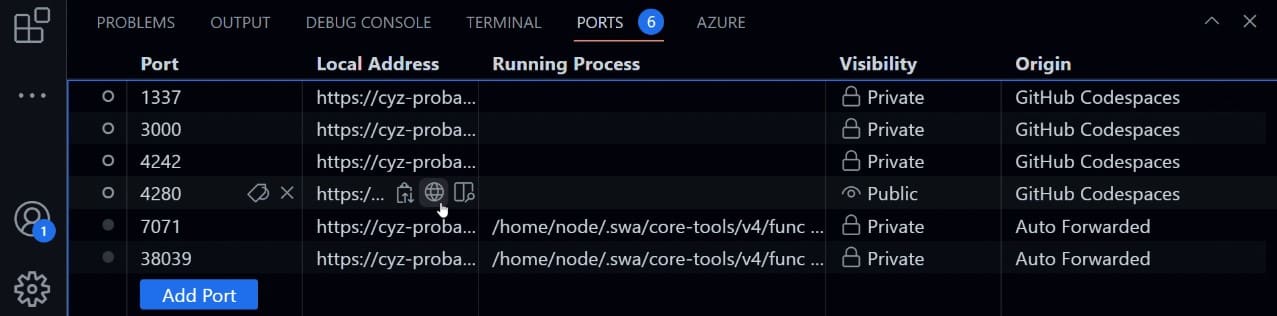 PROBLEMS OUTPUT DEBUG CONSOLE TERMINAL PORTS 6 AZURE
Port Local Address Running Process Visibility Origin
1337 https://cyz-proba... Private GitHub Codespaces
3000 https://cyz-proba... Private GitHub Codespaces
4242 https://cyz-proba... Private GitHub Codespaces
4280 https:/... Public GitHub Codespaces
7071 https://cyz-proba... /home/node/.swa/core-tools/v4/func ... Private Auto Forwarded
38039 https://cyz-proba... /home/node/.swa/core-tools/v4/func ... Private Auto Forwarded
Add Port
1